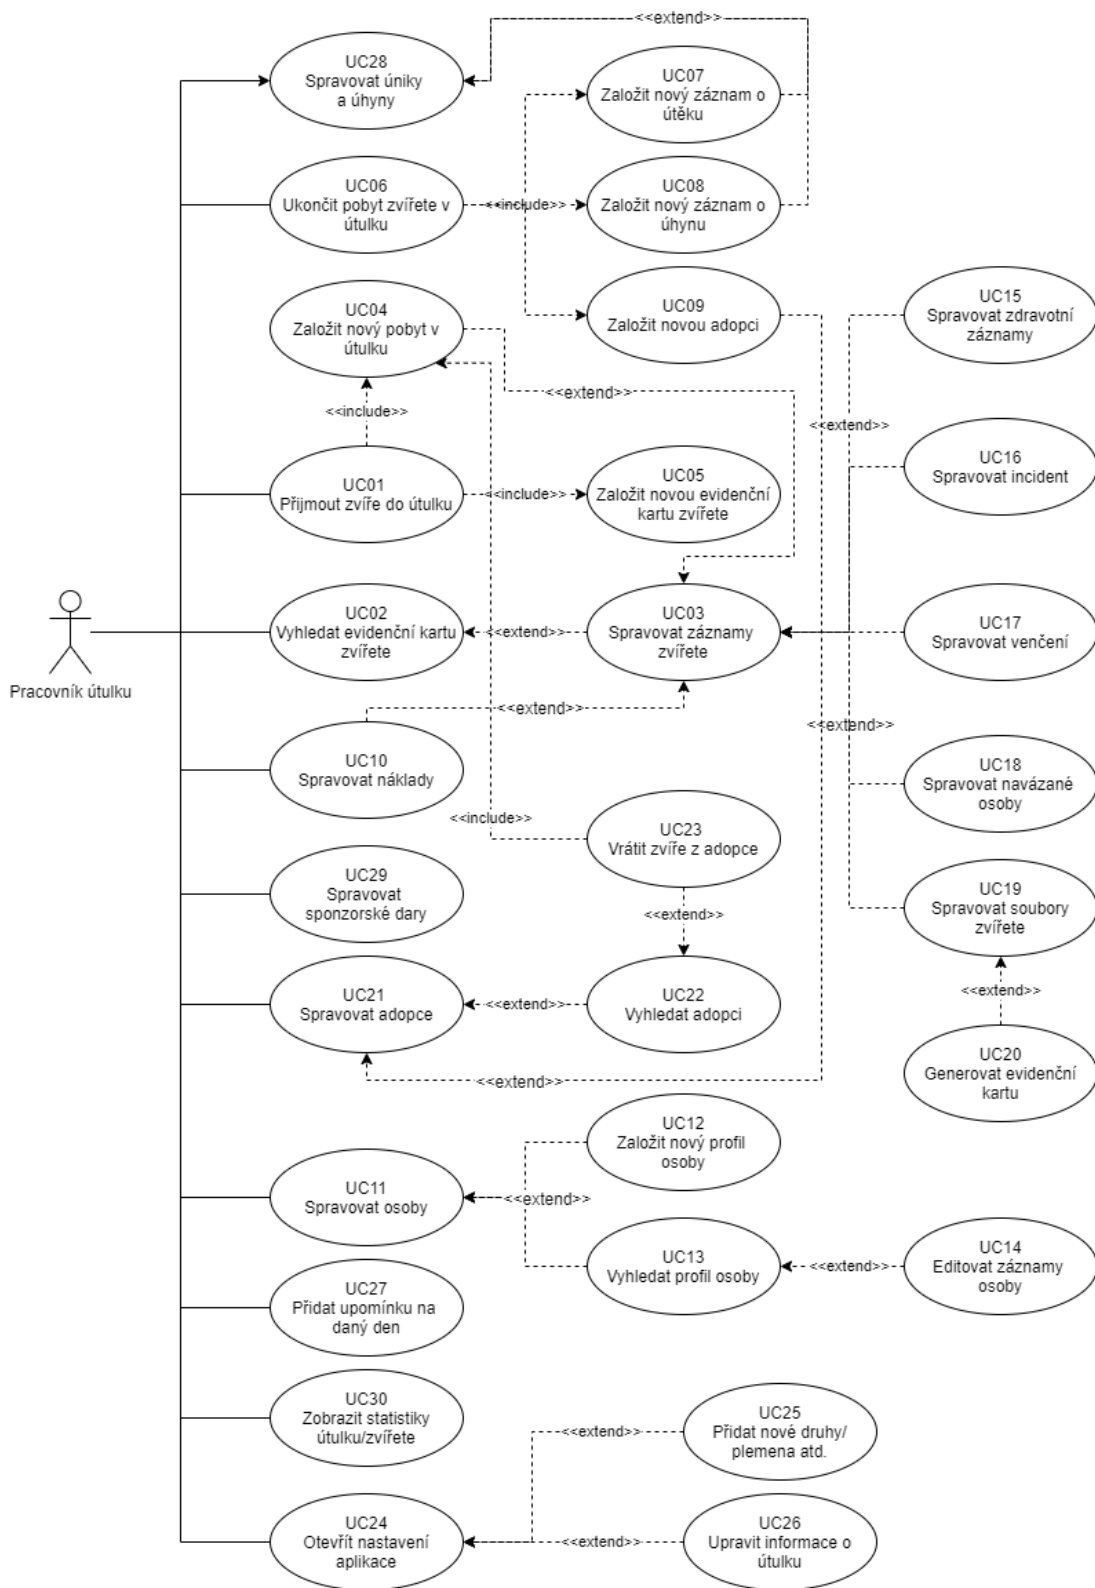 <<extend>>
UC28
Spravovat úniky
a úhyny
UC07
Založit nový záznam o
útěku
UC06
Ukončit pobyt zvířete v
útulku
<<include>>
UC08
Založit nový záznam o
úhynu
UC04
Založit nový pobyt v
útulku
UC09
Založit novou adopci
UC15
Spravovat zdravotní
záznamy
<<extend>>
<<include>>
<<extend>>
UC01
Přijmout zvíře do útulku
<<include>>
UC05
Založit novou evidenční
kartu zvířete
UC16
Spravovat incident
Pracovník útulku
UC02
Vyhledat evidenční kartu
zvířete
<<extend>>
UC03
Spravovat záznamy
zvířete
UC17
Spravovat venčení
<<extend>>
<<extend>>
UC10
Spravovat náklady
UC18
Spravovat navázané
osoby
<<include>>
UC23
Vrátit zvíře z adopce
UC29
Spravovat
sponzorské dary
<<extend>>
UC19
Spravovat soubory
zvířete
UC21
Spravovat adopce
<<extend>>
UC22
Vyhledat adopci
<<extend>>
UC20
Generovat evidenční
kartu
<<extend>>
UC12
Založit nový profil
osoby
UC11
Spravovat osoby
<<extend>>
UC13
Vyhledat profil osoby
<<extend>>
UC14
Editovat záznamy
osoby
UC27
Přidat upomínku na
daný den
UC30
Zobrazit statistiky
útulku/zvířete
<<extend>>
UC25
Přidat nové druhy/
plemena atd.
UC24
Otevřít nastavení
aplikace
<<extend>>
UC26
Upravit informace o
útulku